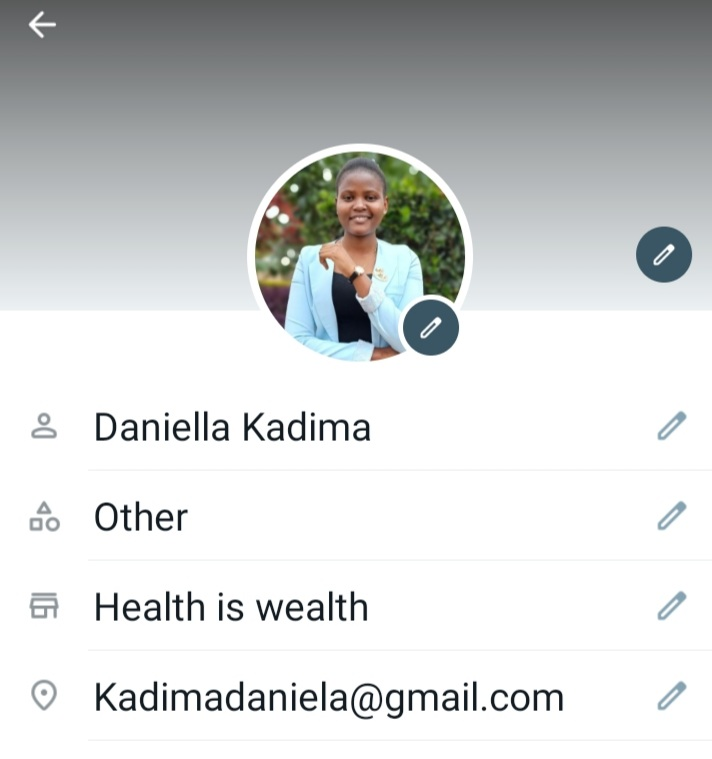 Daniella Kadima
Other
Health is wealth
Kadimadaniela@gmail.com